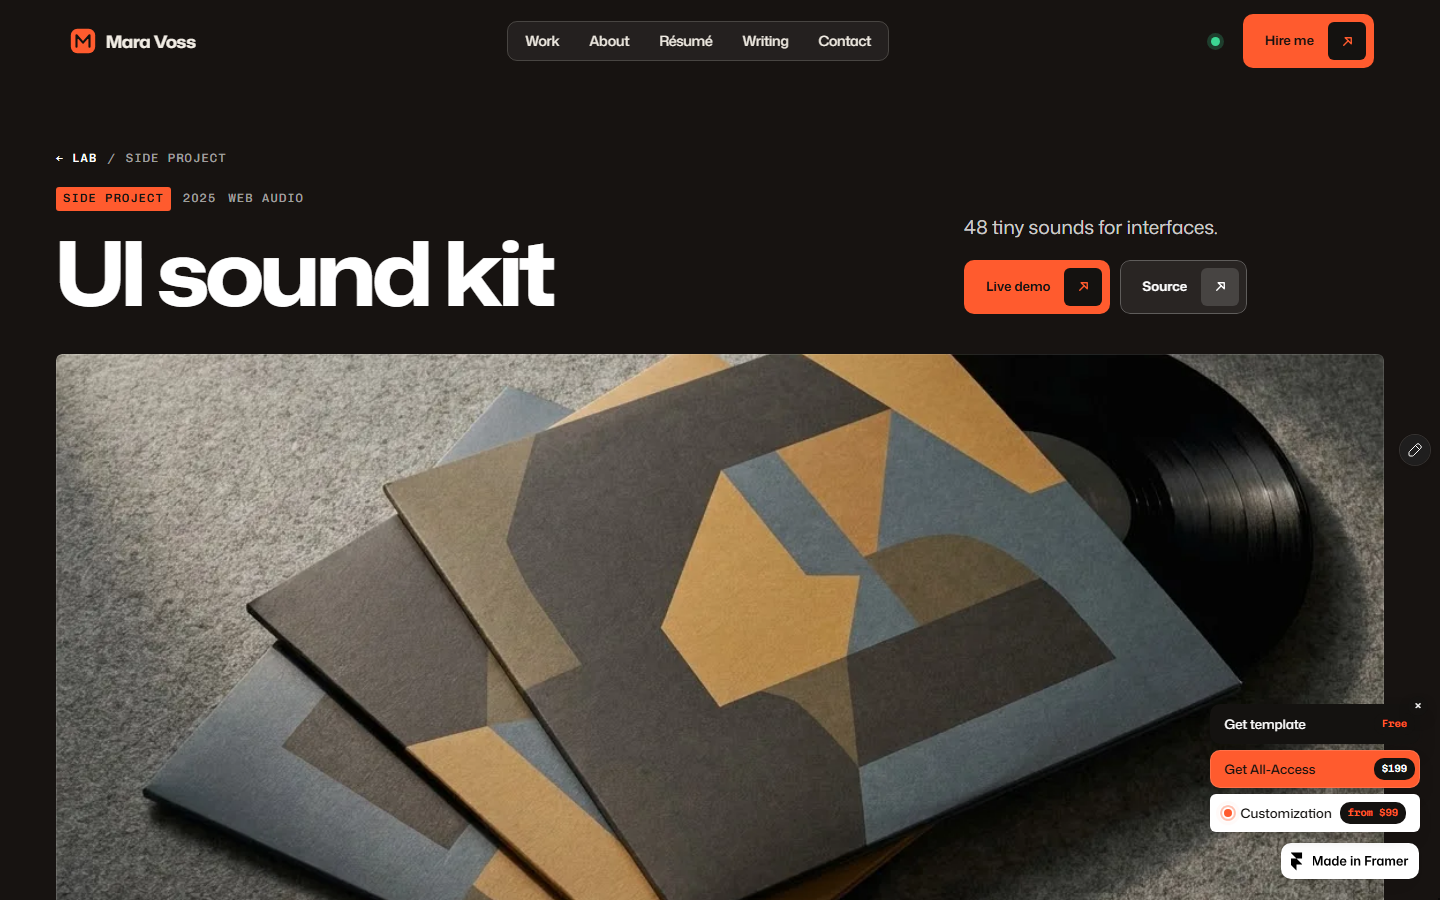 Mara Voss
Work About Résumé Writing Contact
Hire me
← LAB / SIDE PROJECT
SIDE PROJECT 2025 WEB AUDIO
UI sound kit
48 tiny sounds for interfaces.
Live demo
Source
Get template Free
Get All-Access $199
Customization from $99
Made in Framer